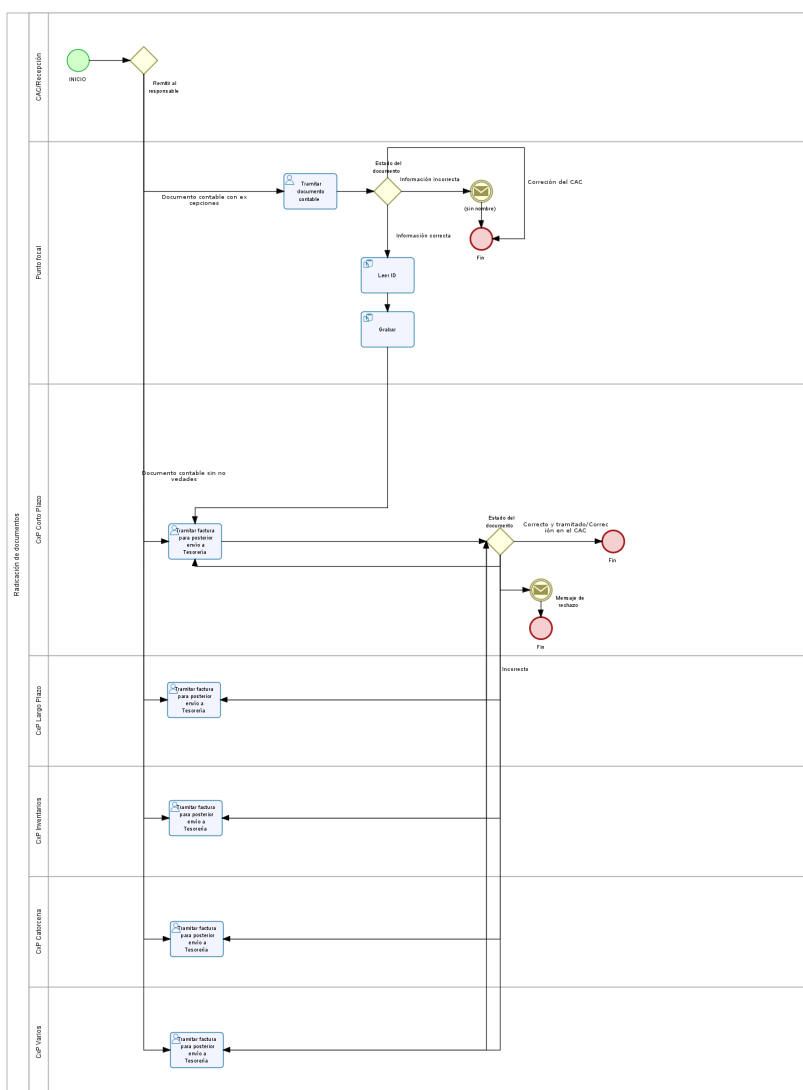 Radicación de documentos
CAC/Recepción
INICIO
Remitir al
responsable
Punto focal
Documento contable con ex
cepciones
Tramitar
documento
contable
Estado del
documento
Información incorrecta
(sin nombre)
Correción del CAC
Fin
Información correcta
Leer ID
Grabar
CxP Corto Plazo
Documento contable sin no
vedades
Tramitar factura
para posterior
envío a
Tesorería
Estado del
documento
Correcto y tramitado/Correc
ión en el CAC
Fin
Mensaje de
rechazo
Fin
Incorrecto
CxP Largo Plazo
Tramitar factura
para posterior
envío a
Tesorería
CxP Inventarios
Tramitar factura
para posterior
envío a
Tesorería
CxP Catorcena
Tramitar factura
para posterior
envío a
Tesorería
CxP Varios
Tramitar factura
para posterior
envío a
Tesorería